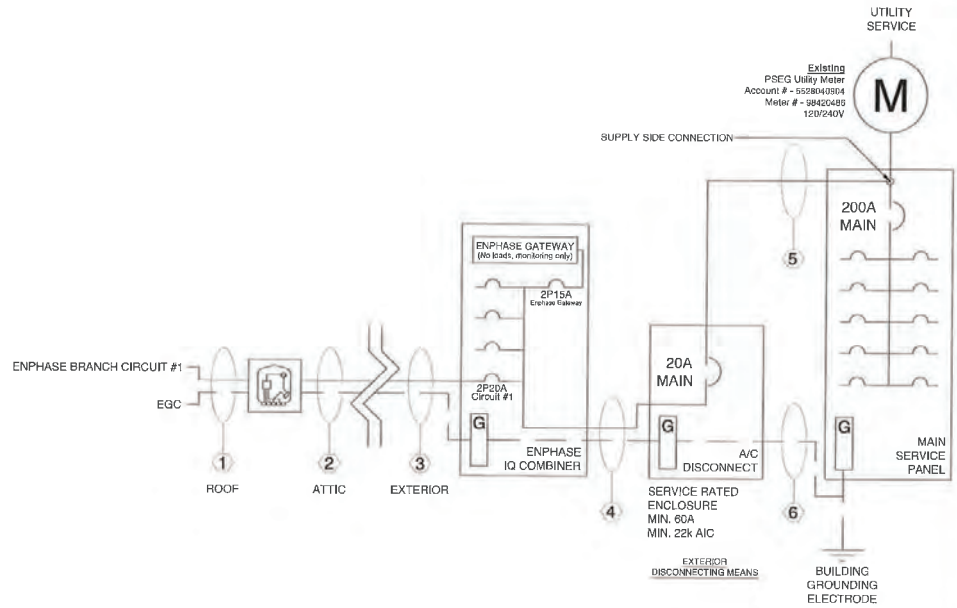 UTILITY
SERVICE
Existing
PSEG Utility Meter
Account # - 5528040904
Meter # - 98420486
120/240V
M
SUPPLY SIDE CONNECTION
200A
MAIN
5
ENPHASE GATEWAY
(No loads, monitoring only)
2P15A
Enphase Gateway
20A
MAIN
ENPHASE BRANCH CIRCUIT #1
EGC
2P20A
Circuit #1
G
G
G
1
2
3
ROOF
ATTIC
EXTERIOR
ENPHASE
IQ COMBINER
4
A/C
DISCONNECT
6
MAIN
SERVICE
PANEL
SERVICE RATED
ENCLOSURE
MIN. 60A
MIN. 22k AIC
EXTERIOR
DISCONNECTING MEANS
BUILDING
GROUNDING
ELECTRODE